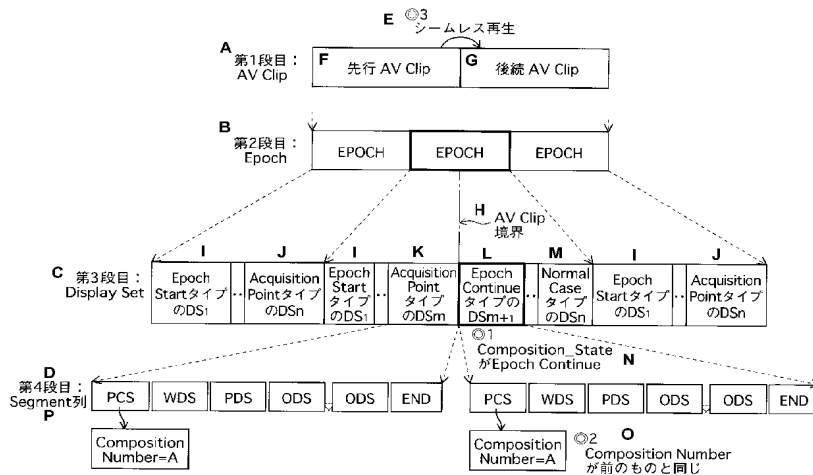 E ◎3
シームレス再生
A 第1段目：
AV Clip
F 先行 AV Clip
G 後続 AV Clip
B 第2段目：
Epoch
EPOCH
EPOCH
EPOCH
H AV Clip
境界
I J I K L M I J
C 第3段目：
Display Set
Epoch
Startタイプ
のDS1
‥
Acquisition
Pointタイプ
のDSn
Epoch
Start
タイプ
のDS1
‥
Acquisition
Point
タイプ
のDSm
Epoch
Continue
タイプの
DSm+1
‥
Normal
Case
タイプ
のDSn
Epoch
Startタイプ
のDS1
‥
Acquisition
Pointタイプ
のDSn
◎1
Composition_State
がEpoch Continue
N
D
第4段目：
Segment列
P
PCS WDS PDS ODS ODS END
PCS WDS PDS ODS ODS END
Composition
Number=A
Composition
Number=A
◎2 O
Composition Number
が前のものと同じ